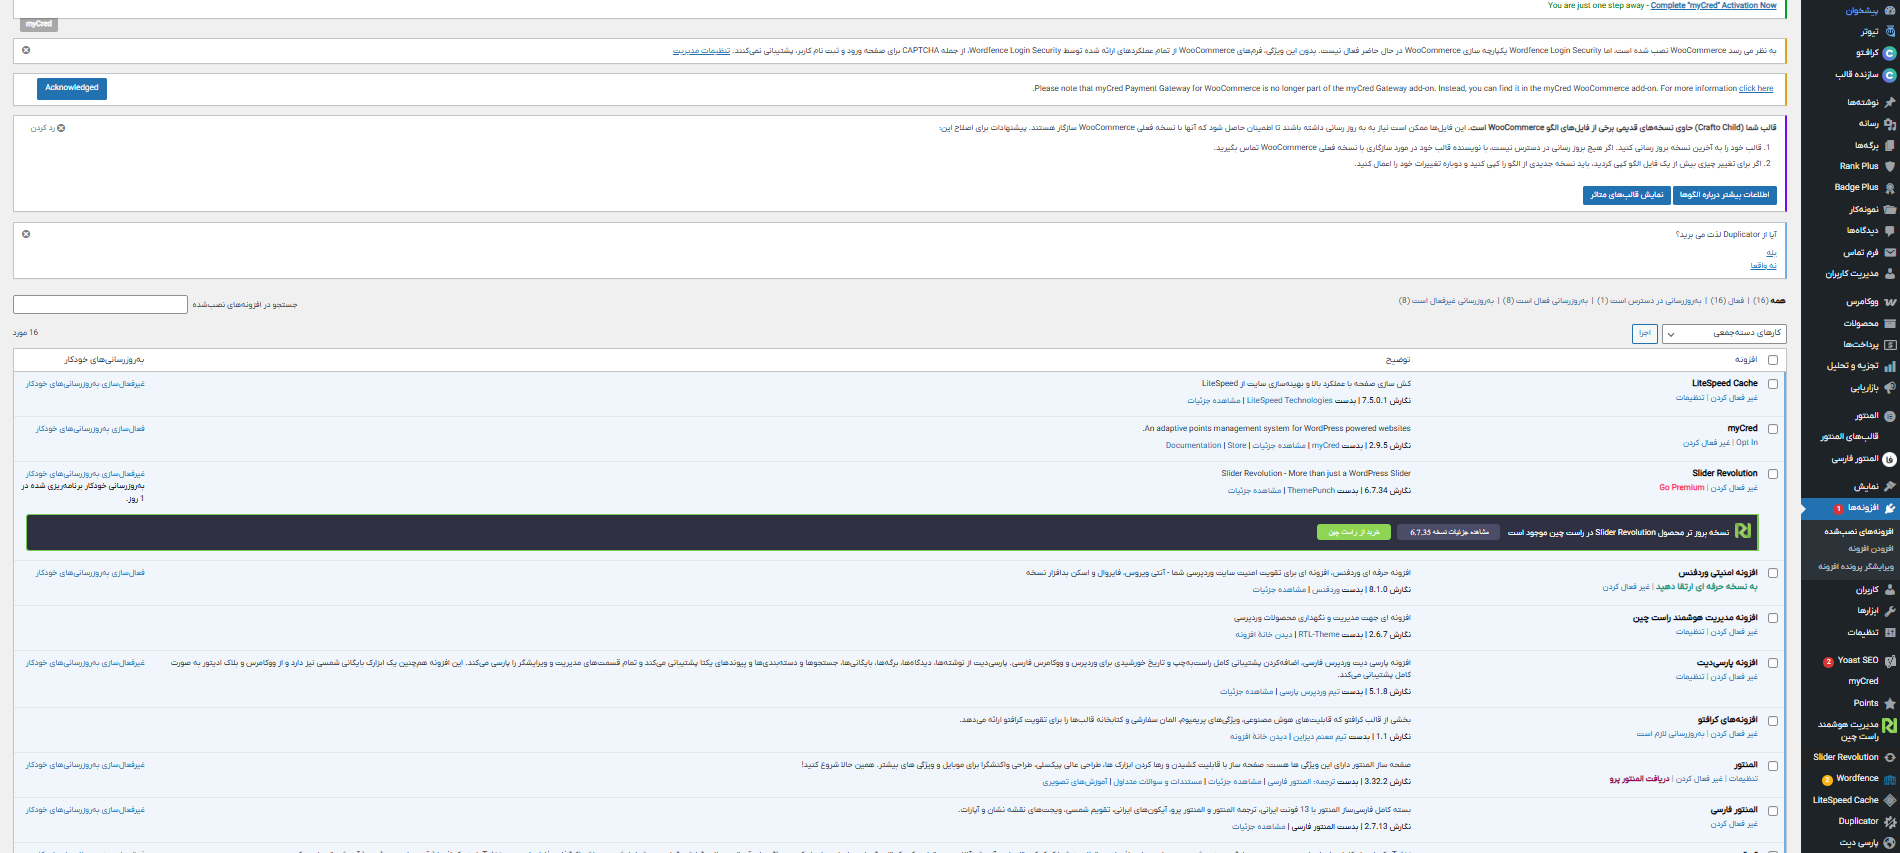 پیشخوان
تیوتر
کرافتو
سازنده قالب
نوشته‌ها
رسانه
برگه‌ها
Rank Plus
Badge Plus
نمونه‌کار
دیدگاه‌ها
فرم تماس
مدیریت کاربران
ووکامرس
محصولات
پرداخت‌ها
تجزیه و تحلیل
بازاریابی
المنتور
قالب‌های المنتور
المنتور فارسی
نمایش
افزونه‌ها 1
افزونه‌های نصب‌شده
افزودن افزونه
ویرایشگر پرونده افزونه
کاربران
ابزارها
تنظیمات
Yoast SEO 2
myCred
Points
مدیریت هوشمند
راست چین
Slider Revolution
Wordfence 2
LiteSpeed Cache
Duplicator
پارسی دیت
You are just one step away - Complete "myCred" Activation Now
myCred
به نظر می رسد WooCommerce نصب شده است، اما Wordfence Login Security یکپارچه سازی WooCommerce در حال حاضر فعال نیست. بدون این ویژگی، فرم‌های WooCommerce از تمام عملکردهای ارائه شده توسط Wordfence Login Security، از جمله CAPTCHA برای صفحه ورود و ثبت نام کاربر، پشتیبانی نمی‌کنند. تنظیمات مدیریت
Please note that myCred Payment Gateway for WooCommerce is no longer part of the myCred Gateway add-on. Instead, you can find it in the myCred WooCommerce add-on. For more information click here.
Acknowledged
قالب شما (Crafto Child) حاوی نسخه‌های قدیمی برخی از فایل‌های الگو WooCommerce است. این فایل‌ها ممکن است نیاز به به روز رسانی داشته باشند تا اطمینان حاصل شود که آنها با نسخه فعلی WooCommerce سازگار هستند. پیشنهادات برای اصلاح این:
رد کردن
1. قالب خود را به آخرین نسخه بروز رسانی کنید. اگر هیچ بروز رسانی در دسترس نیست، با نویسنده قالب خود در مورد سازگاری با نسخه فعلی WooCommerce تماس بگیرید.
2. اگر برای تغییر چیزی بیش از یک فایل الگو کپی کردید، باید نسخه جدیدی از الگو را کپی کنید و دوباره تغییرات خود را اعمال کنید.
اطلاعات بیشتر درباره الگوها
نمایش قالب‌های متاثر
آیا از Duplicator لذت می برید؟
بله
نه واقعا
همه (16) | فعال (16) | به‌روزرسانی در دسترس است (1) | به‌روزرسانی فعال است (8) | به‌روزرسانی غیرفعال است (8)
جستجو در افزونه‌های نصب‌شده
کارهای دسته‌جمعی
اجرا
16 مورد
افزونه توضیح به‌روزرسانی‌های خودکار
LiteSpeed Cache
غیر فعال کردن | تنظیمات
کش سازی صفحه با عملکرد بالا و بهینه‌سازی سایت از LiteSpeed
نگارش 7.5.0.1 | بدست LiteSpeed Technologies | مشاهده جزئیات
غیرفعال‌سازی به‌روزرسانی‌های خودکار
myCred
Opt In | غیر فعال کردن
An adaptive points management system for WordPress powered websites.
نگارش 2.9.5 | بدست myCred | مشاهده جزئیات | Documentation | Store
فعال‌سازی به‌روزرسانی‌های خودکار
Slider Revolution
غیر فعال کردن | Go Premium
Slider Revolution - More than just a WordPress Slider
نگارش 6.7.34 | بدست ThemePunch | مشاهده جزئیات
غیرفعال‌سازی به‌روزرسانی‌های خودکار
به‌روزرسانی خودکار برنامه‌ریزی شده در
1 روز.
نسخه بروز تر محصول Slider Revolution در راست چین موجود است
مشاهده جزئیات نسخه 6.7.35
خرید از راست چین
افزونه امنیتی وردفنس
به نسخه حرفه ای ارتقا دهید | غیر فعال کردن
افزونه حرفه ای وردفنس، افزونه ای برای تقویت امنیت سایت وردپرسی شما - آنتی ویروس، فایروال و اسکن بدافزار نسخه
نگارش 8.1.0 | بدست وردفنس | مشاهده جزئیات
فعال‌سازی به‌روزرسانی‌های خودکار
افزونه مدیریت هوشمند راست چین
غیر فعال کردن | تنظیمات
افزونه ای جهت مدیریت و نگهداری محصولات وردپرسی
نگارش 2.6.7 | بدست RTL-Theme | دیدن خانهٔ افزونه
افزونه پارسی‌دیت
غیر فعال کردن | تنظیمات
افزونه پارسی دیت وردپرس فارسی، اضافه‌کردن پشتیبانی کامل راست‌به‌چپ و تاریخ خورشیدی برای وردپرس و ووکامرس فارسی. پارسی‌دیت از نوشته‌ها، دیدگاه‌ها، برگه‌ها، بایگانی‌ها، جستجوها و دسته‌بندی‌ها و پیوندهای یکتا پشتیبانی می‌کند و تمام قسمت‌های مدیریت و ویرایشگر را پارسی می‌کند. این افزونه هم‌چنین یک ابزارک بایگانی شمسی نیز دارد و از ووکامرس و بلاک ادیتور به صورت
کامل پشتیبانی می‌کند.
نگارش 5.1.8 | بدست تیم وردپرس پارسی | مشاهده جزئیات
غیرفعال‌سازی به‌روزرسانی‌های خودکار
افزونه‌های کرافتو
غیر فعال کردن | به‌روزرسانی لازم است
بخشی از قالب کرافتو که قابلیت‌های هوش مصنوعی، ویژگی‌های پریمیوم، المان سفارشی و کتابخانه قالب‌ها را برای تقویت کرافتو ارائه می‌دهد.
نگارش 1.1 | بدست تیم معنم دیزاین | دیدن خانهٔ افزونه
المنتور
تنظیمات | غیر فعال کردن | دریافت المنتور پرو
صفحه ساز المنتور دارای این ویژگی ها هست: صفحه ساز با قابلیت کشیدن و رها کردن ابزارک ها، طراحی عالی پیکسلی، طراحی واکنشگرا برای موبایل و ویژگی های بیشتر. همین حالا شروع کنید!
نگارش 3.32.2 | بدست ترجمه: المنتور فارسی | مشاهده جزئیات | مستندات و سوالات متداول | آموزش‌های تصویری
غیرفعال‌سازی به‌روزرسانی‌های خودکار
المنتور فارسی
غیر فعال کردن
بسته کامل فارسی‌ساز المنتور با 13 فونت ایرانی، ترجمه المنتور و المنتور پرو، آیکون‌های ایرانی، تقویم شمسی، ویجت‌های نقشه نشان و آپارات.
نگارش 2.7.13 | بدست المنتور فارسی | مشاهده جزئیات
غیرفعال‌سازی به‌روزرسانی‌های خودکار